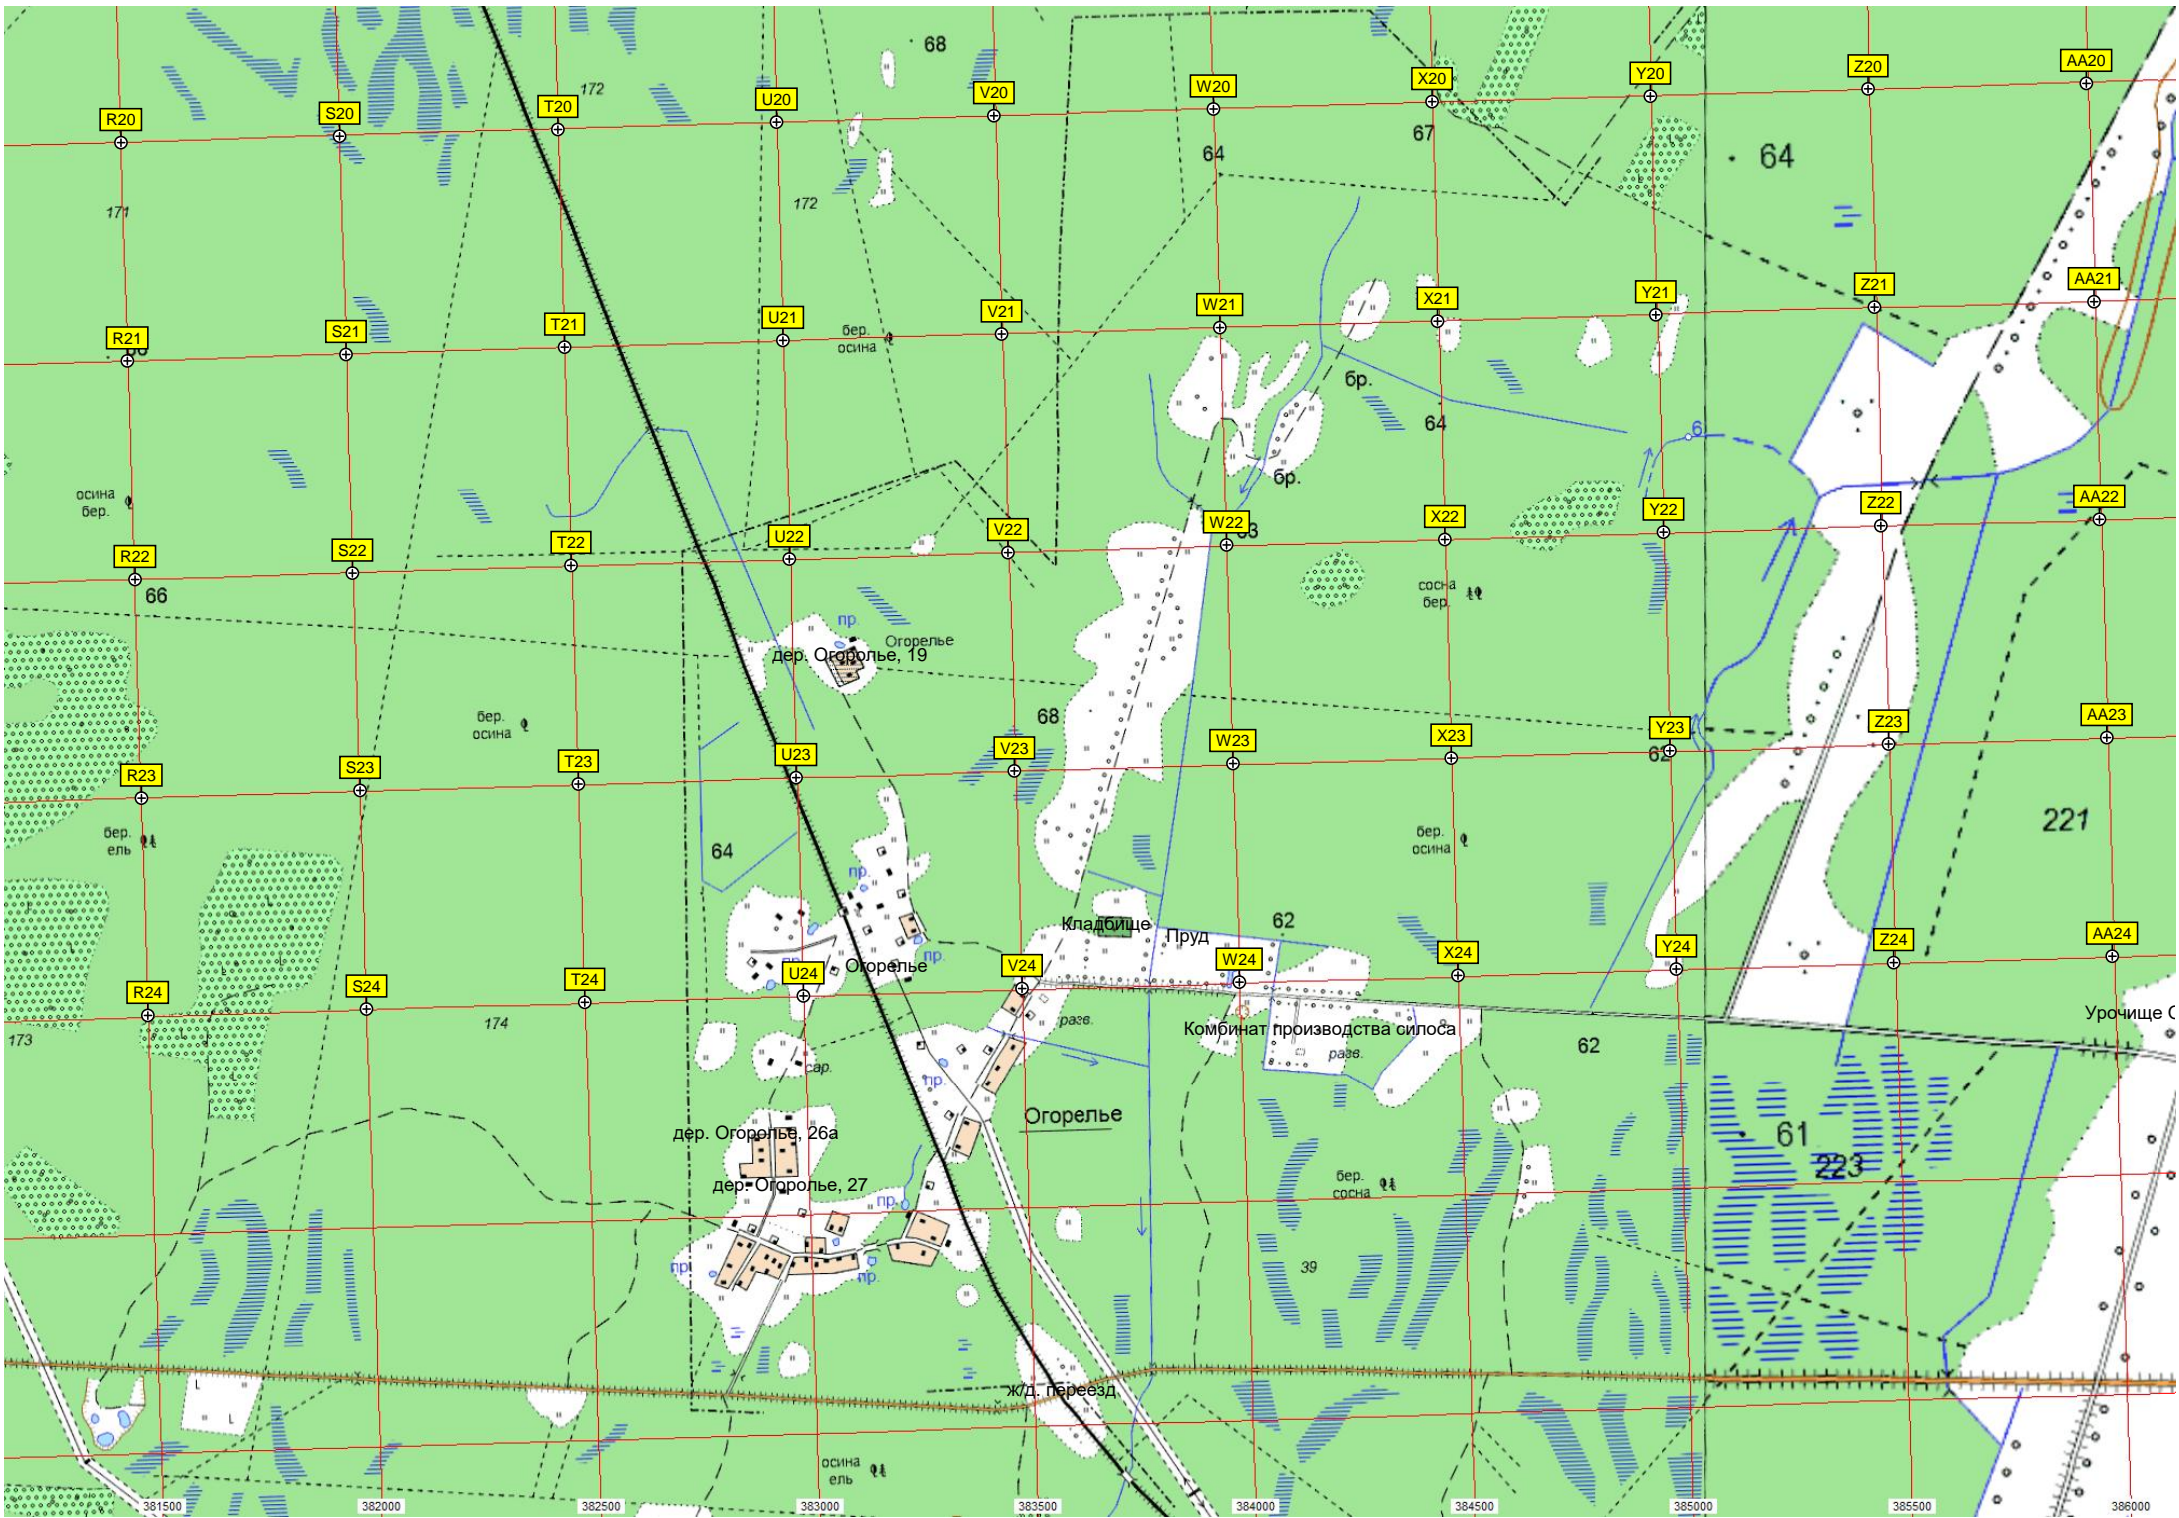 68
X20
Y20
Z20
AA20
R20
S20
T20
172
U20
V20
W20
67
64
64
171
172
R21
66
S21
T21
U21
бер.
осина
V21
W21
X21
Y21
Z21
AA21
бр.
64
6
бр.
осина
бер.
R22
66
S22
T22
U22
V22
W22
63
X22
Y22
Z22
AA22
сосна
бер.
пр.
Огорелье
дер. Огоролье, 19
бер.
осина
68
R23
S23
T23
U23
V23
W23
X23
Y23
62
Z23
AA23
бер.
ель
64
пр.
бер.
осина
221
Кладбище
Пруд
62
пр.
пр.
Огорелье
R24
S24
T24
U24
V24
W24
X24
Y24
Z24
AA24
173
174
разв.
Комбинат производства силоса
разв.
62
Урочище С
сар.
пр.
Огорелье
дер. Огоролье, 26а
61
223
дер. Огоролье, 27
пр.
бер.
сосна
пр.
пр.
39
ж/д. переезд
L
L
осина
ель
381500
382000
382500
383000
383500
384000
384500
385000
385500
386000